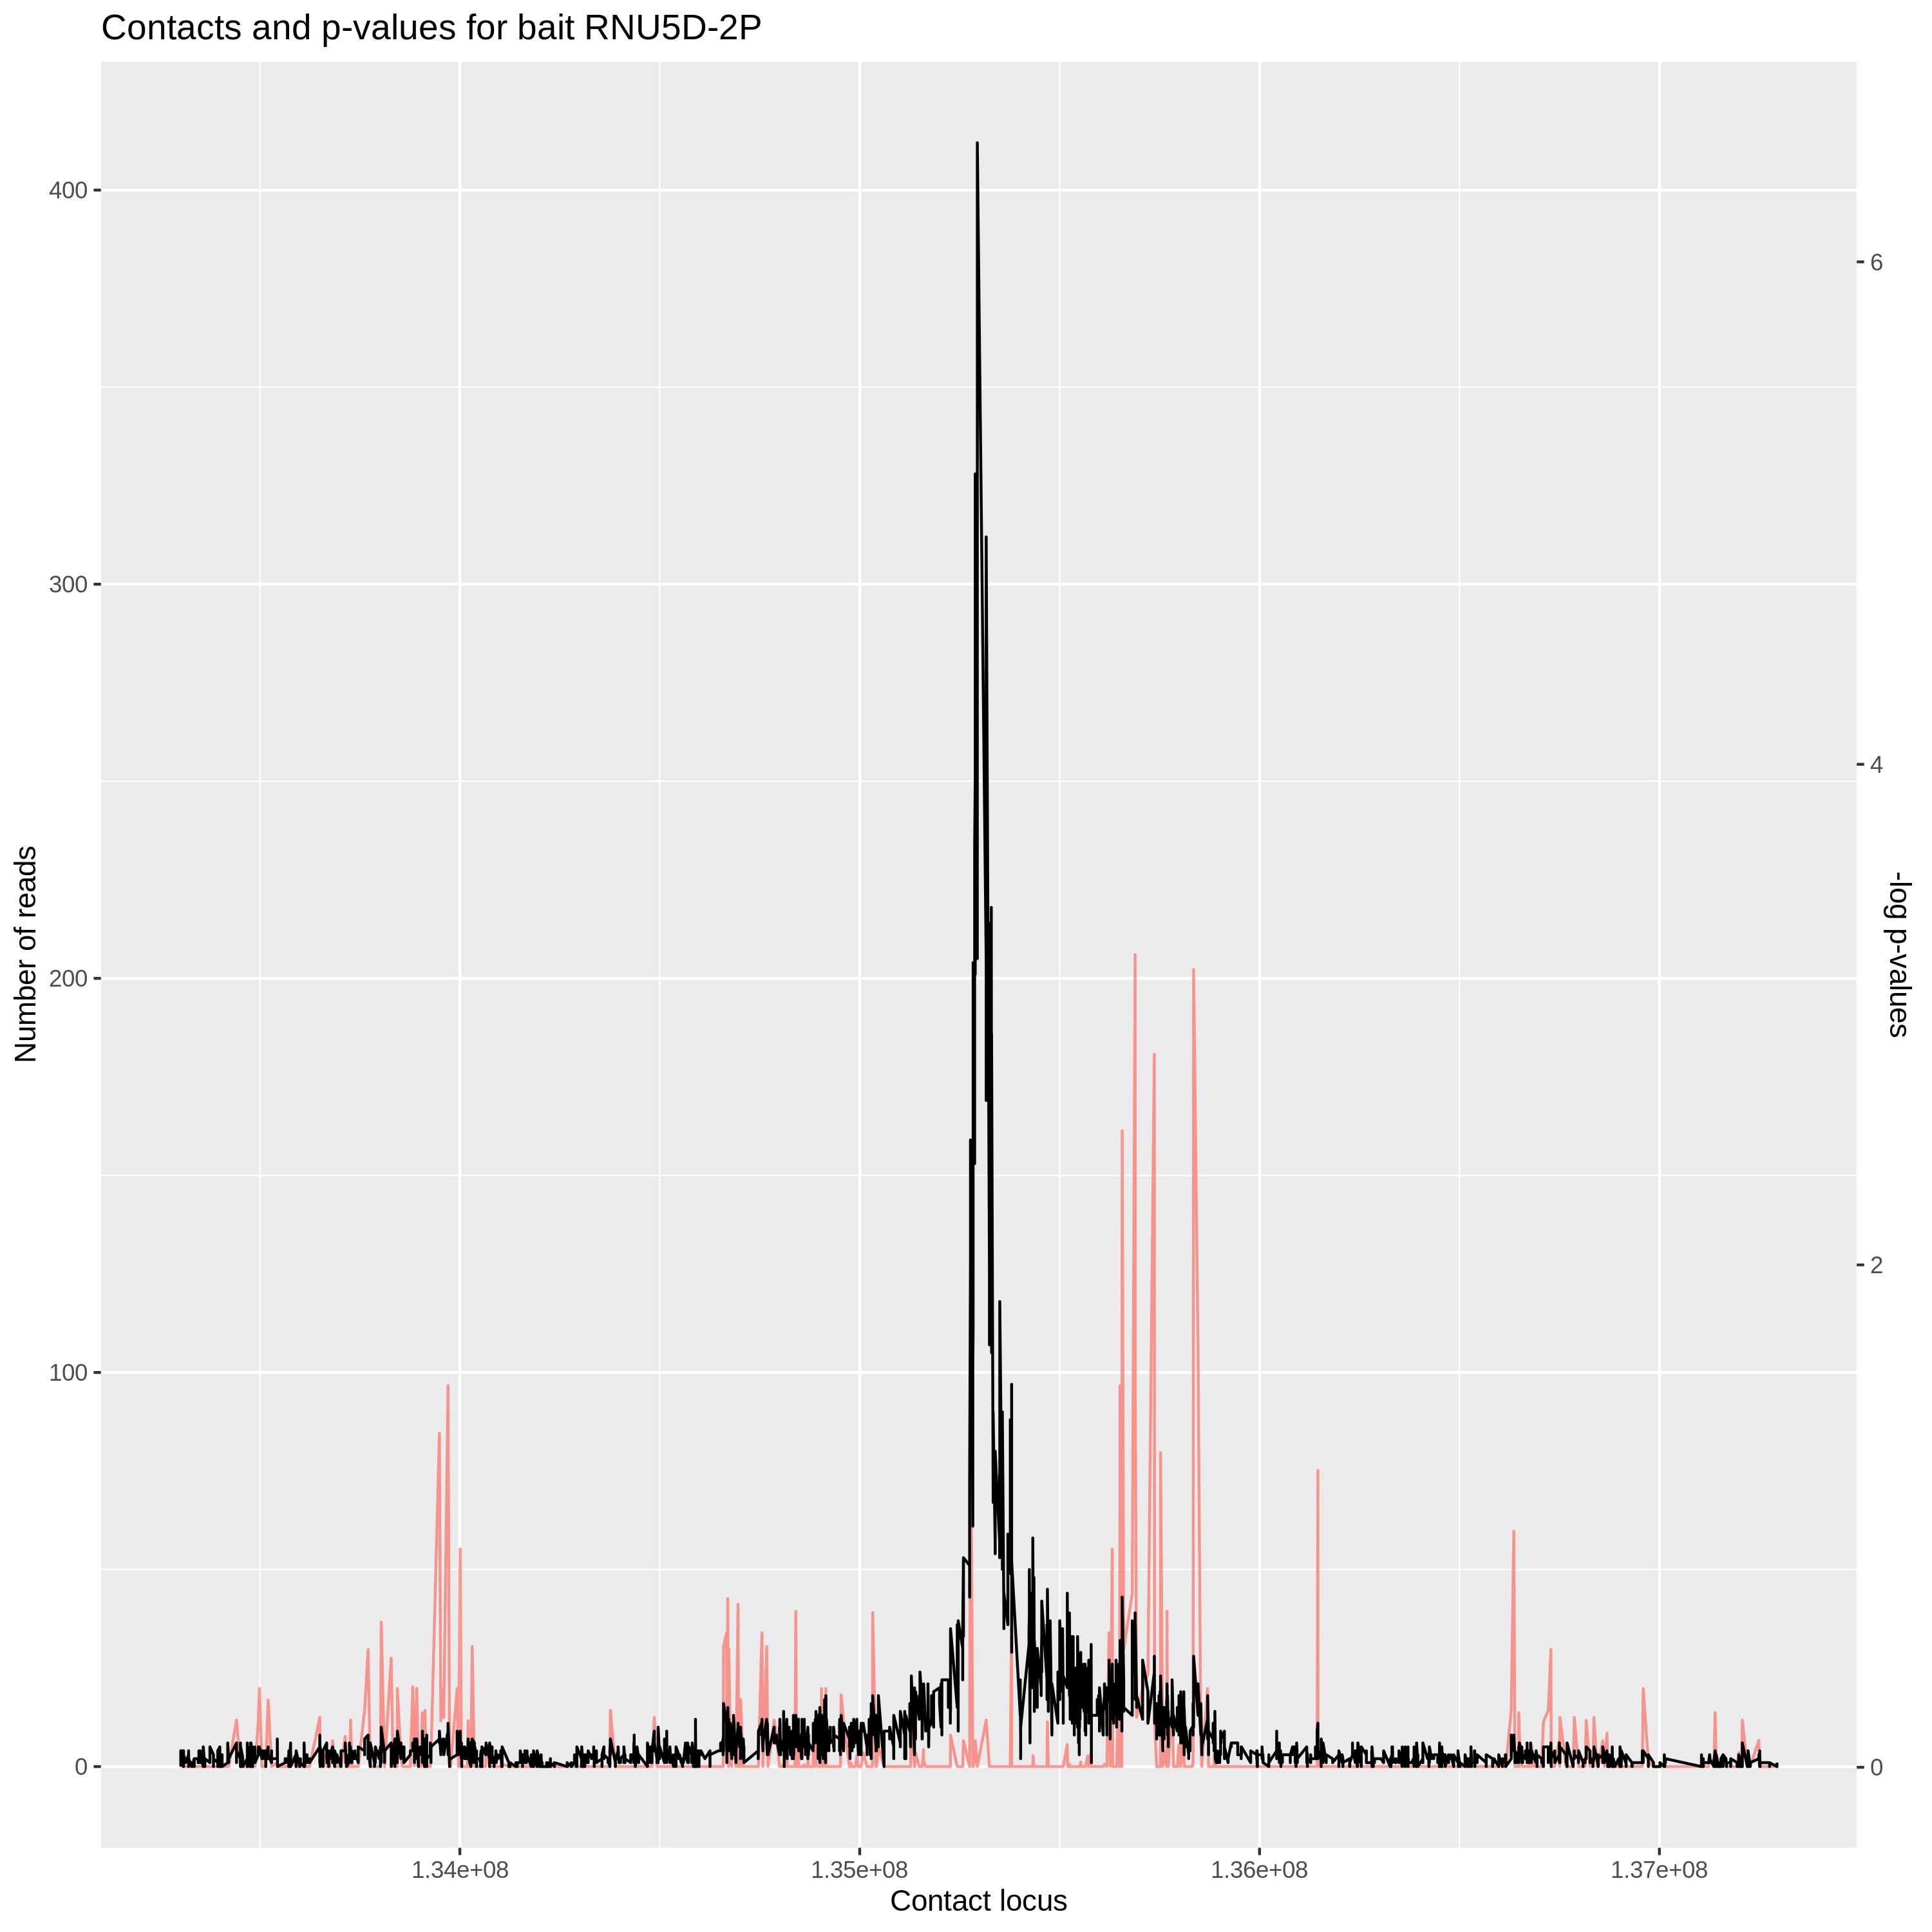 Contacts and p-values for bait RNU5D-2P
400
300
200
100
0
Number of reads
6
4
2
0
-log p-values
1.34e+08
1.35e+08
1.36e+08
1.37e+08
Contact locus